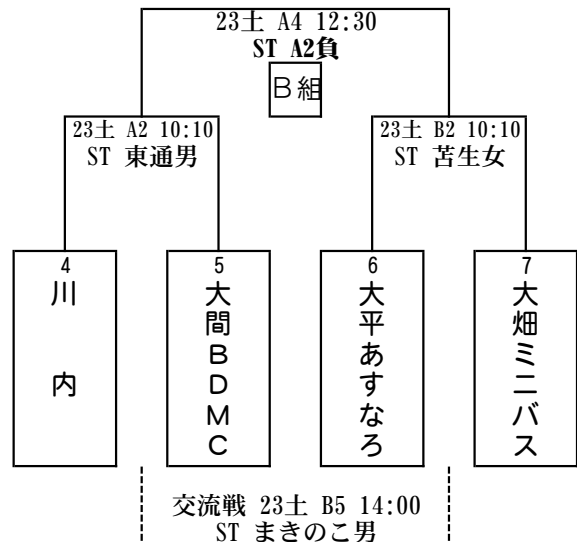 23土 A4 12:30
ST A2負
B組
23土 A2 10:10
ST 東通男
23土 B2 10:10
ST 苫生女
4
川内
5
大間BDMC
6
大平あすなろ
7
大畑ミニバス
交流戦 23土 B5 14:00
ST まきのこ男